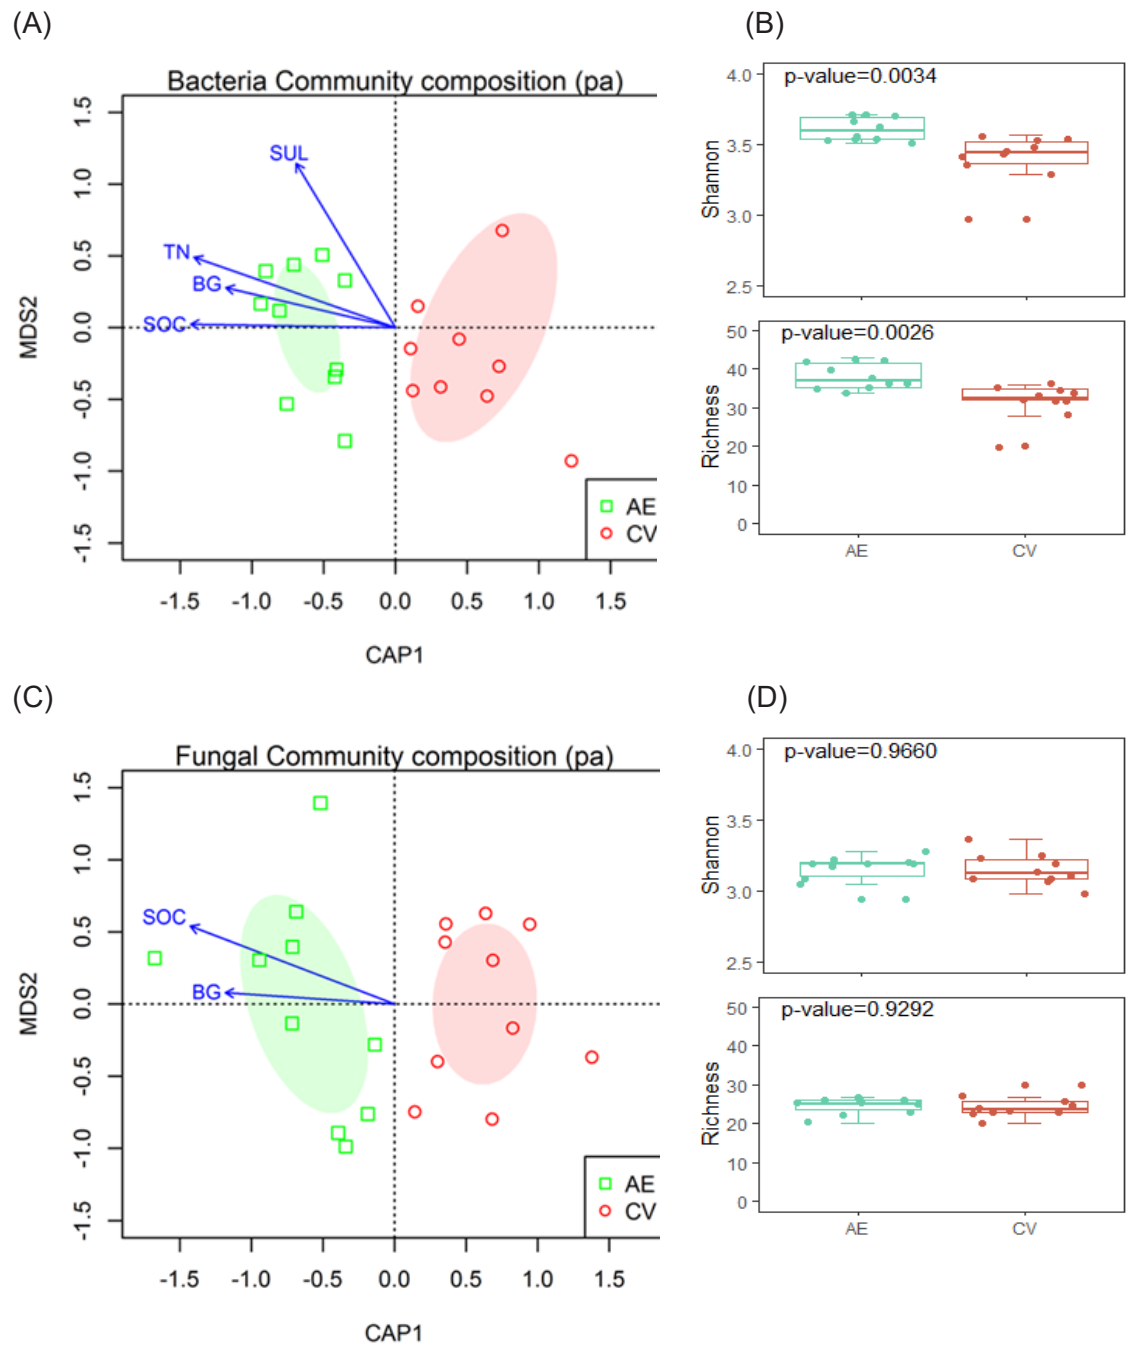 (A)
Bacteria Community composition (pa)
1.5
1.0
0.5
0.0
-0.5
-1.0
-1.5
MDS2
SUL
TN
BG
SOC
AE
CV
-1.5 -1.0 -0.5 0.0 0.5 1.0 1.5
CAP1
(B)
p-value=0.0034
4.0
3.5
3.0
2.5
Shannon
p-value=0.0026
50
40
30
20
10
0
Richness
AE CV
(C)
Fungal Community composition (pa)
1.5
1.0
0.5
0.0
-0.5
-1.0
-1.5
MDS2
SOC
BG
AE
CV
-1.5 -1.0 -0.5 0.0 0.5 1.0 1.5
CAP1
(D)
p-value=0.9660
4.0
3.5
3.0
2.5
Shannon
p-value=0.9292
50
40
30
20
10
0
Richness
AE CV